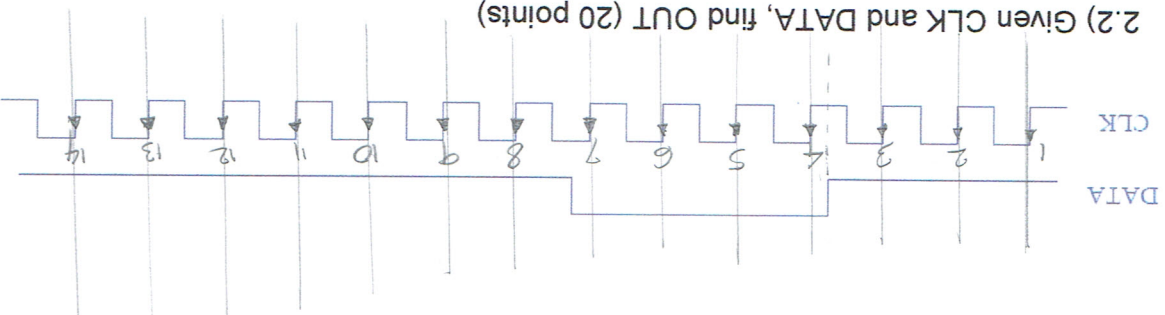 DATA
1 2 3 4 5 6 7 8 9 10 11 12 13 14
CLK
2.2) Given CLK and DATA, find OUT (20 points)